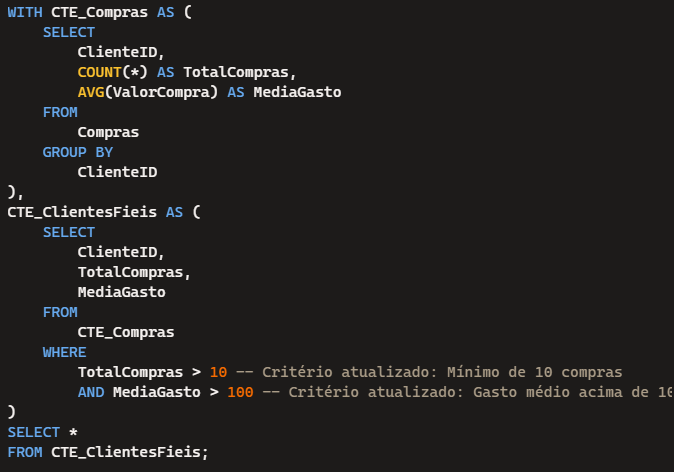 WITH CTE_Compras AS (
    SELECT
        ClienteID,
        COUNT(*) AS TotalCompras,
        AVG(ValorCompra) AS MediaGasto
    FROM
        Compras
    GROUP BY
        ClienteID
),
CTE_ClientesFieis AS (
    SELECT
        ClienteID,
        TotalCompras,
        MediaGasto
    FROM
        CTE_Compras
    WHERE
        TotalCompras > 10 -- Critério atualizado: Mínimo de 10 compras
        AND MediaGasto > 100 -- Critério atualizado: Gasto médio acima de
)
SELECT *
FROM CTE_ClientesFieis;